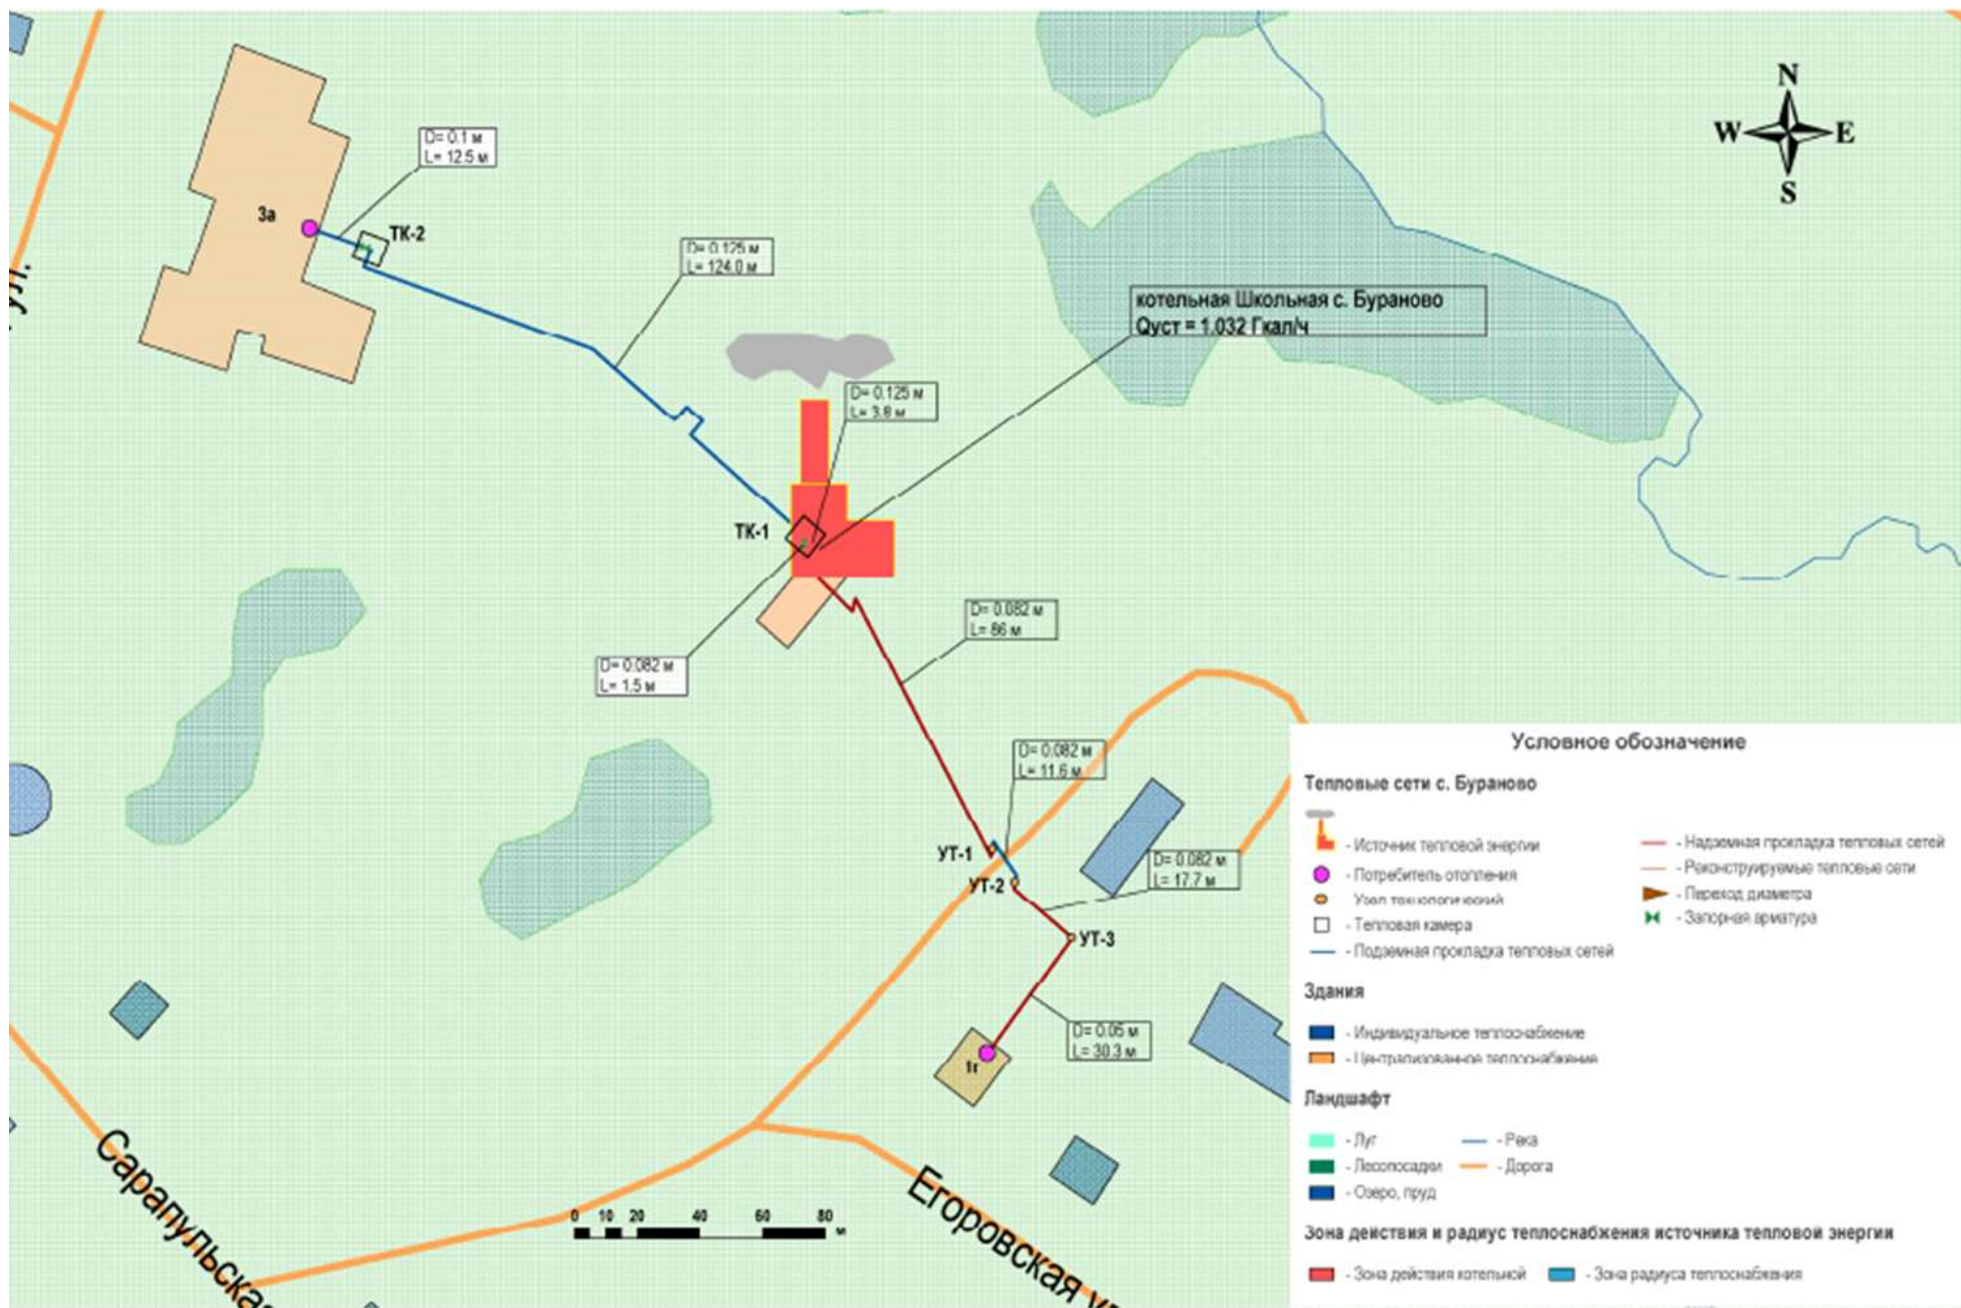 N
W
E
S
D= 0.1 м
L= 12.5 м
3а
ТК-2
ул.
D= 0.125 м
L= 124.0 м
котельная Школьная с. Бураново
Qуст = 1.032 Гкал/ч
D= 0.125 м
L= 3.8 м
ТК-1
D= 0.082 м
L= 86 м
D= 0.082 м
L= 1.5 м
D= 0.082 м
L= 11.6 м
УТ-1
УТ-2
D= 0.082 м
L= 17.7 м
УТ-3
D= 0.05 м
L= 30.3 м
1г
Сарапульская
Егоровская у
0 10 20 40 60 80
м
Условное обозначение
Тепловые сети с. Бураново
- Источник тепловой энергии
- Потребитель отопления
- Узел технологический
- Тепловая камера
- Подземная прокладка тепловых сетей
- Надземная прокладка тепловых сетей
- Реконструируемые тепловые сети
- Переход диаметра
- Запорная арматура
Здания
- Индивидуальное теплоснабжение
- Централизованное теплоснабжение
Ландшафт
- Луг
- Река
- Лесопосадки
- Дорога
- Озеро, пруд
Зона действия и радиус теплоснабжения источника тепловой энергии
- Зона действия котельной
- Зона радиуса теплоснабжения